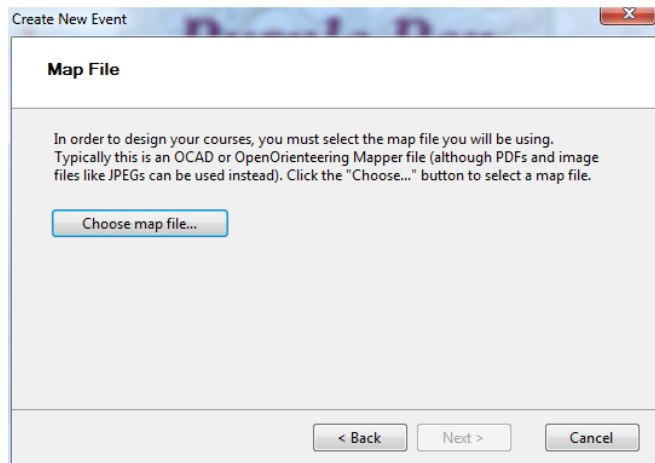 Create New Event
Map File
In order to design your courses, you must select the map file you will be using.
Typically this is an OCAD or OpenOrienteering Mapper file (although PDFs and image
files like JPEGs can be used instead). Click the "Choose..." button to select a map file.
Choose map file...
< Back Next > Cancel